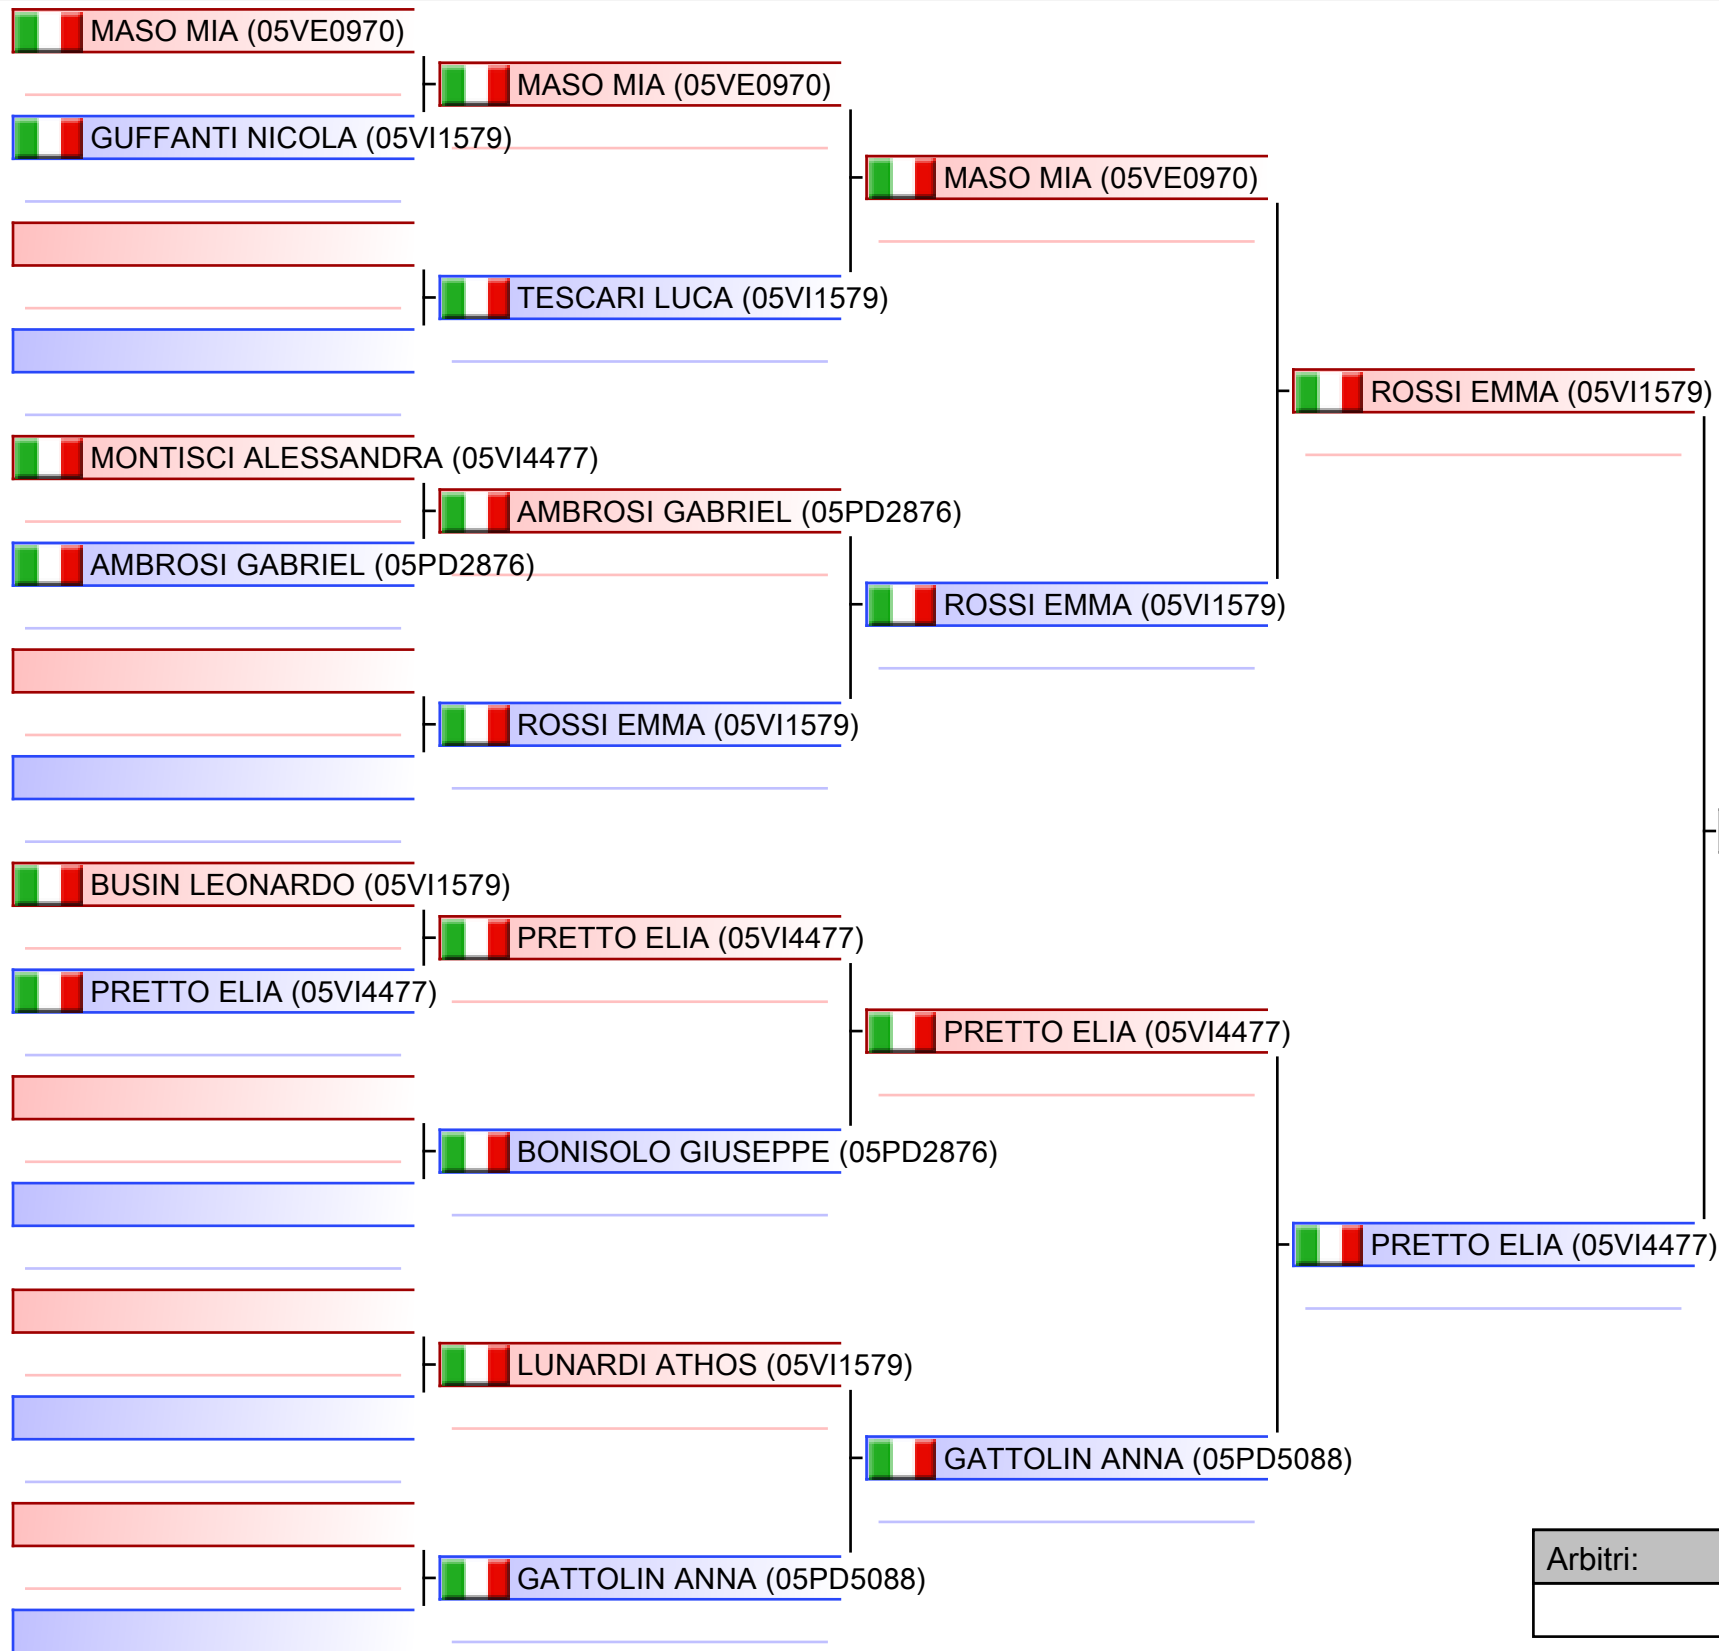 MASO MIA (05VE0970)
MASO MIA (05VE0970)
GUFFANTI NICOLA (05VI1579)
MASO MIA (05VE0970)
TESCARI LUCA (05VI1579)
ROSSI EMMA (05VI1579)
MONTISCI ALESSANDRA (05VI4477)
AMBROSI GABRIEL (05PD2876)
AMBROSI GABRIEL (05PD2876)
ROSSI EMMA (05VI1579)
ROSSI EMMA (05VI1579)
BUSIN LEONARDO (05VI1579)
PRETTO ELIA (05VI4477)
PRETTO ELIA (05VI4477)
PRETTO ELIA (05VI4477)
BONISOLO GIUSEPPE (05PD2876)
PRETTO ELIA (05VI4477)
LUNARDI ATHOS (05VI1579)
GATTOLIN ANNA (05PD5088)
Arbitri:
GATTOLIN ANNA (05PD5088)